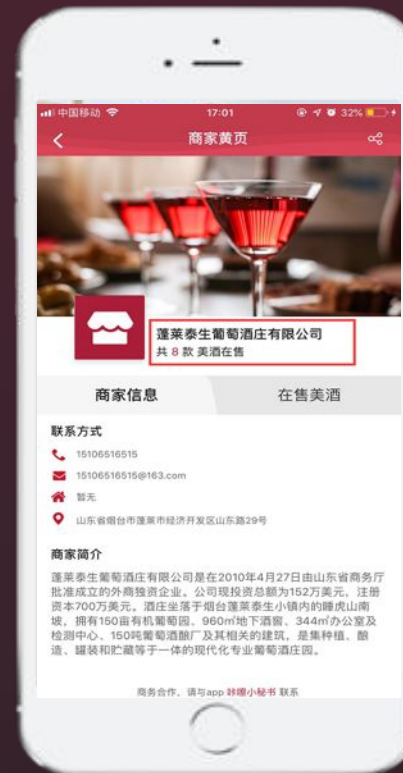 中国移动 17:01 32%
商家黄页
蓬莱泰生葡萄酒庄有限公司
共 8 款 美酒在售
商家信息 在售美酒
联系方式
15106516515
15106516515@163.com
暂无
山东省烟台市蓬莱市经济开发区山东路29号
商家简介
蓬莱泰生葡萄酒庄有限公司是在2010年4月27日由山东省商务厅
批准成立的外商独资企业。公司现投资总额为152万美元，注册
资本700万美元。酒庄坐落于烟台蓬莱泰生小镇内的睡虎山南
坡，拥有150亩有机葡萄园、960㎡地下酒窖、344㎡办公室及
检测中心、150吨葡萄酒酿厂及其相关的建筑，是集种植、酿
造、罐装和贮藏等于一体的现代化专业葡萄酒庄园。
商务合作，请与app 咔嚓小秘书 联系